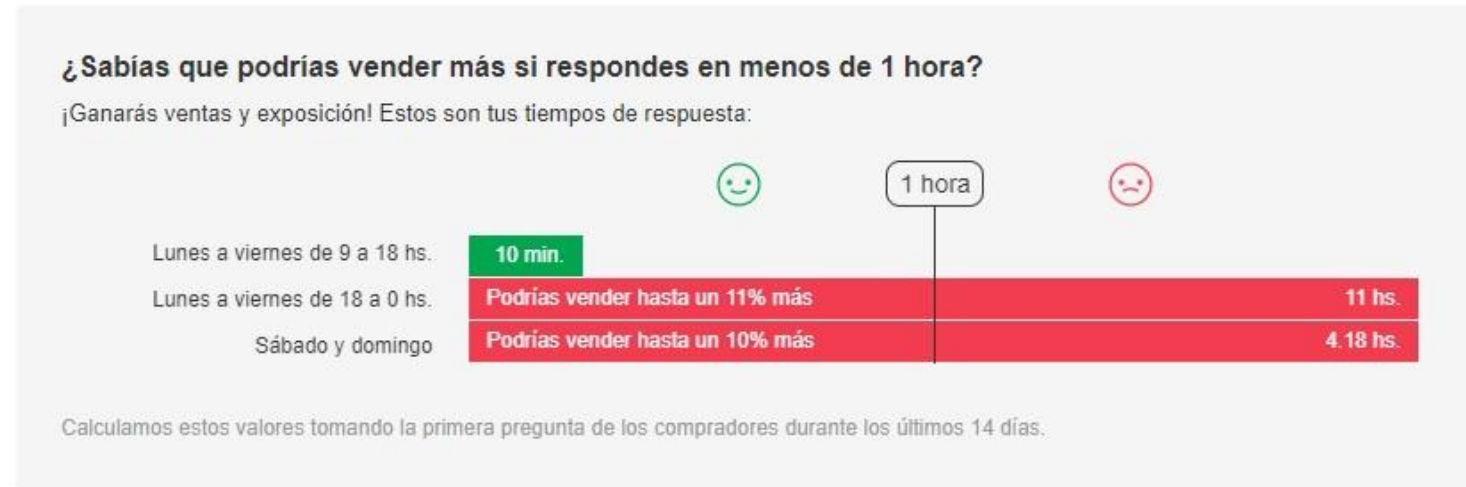 ¿Sabías que podrías vender más si respondes en menos de 1 hora?
¡Ganarás ventas y exposición! Estos son tus tiempos de respuesta:
1 hora
Lunes a viernes de 9 a 18 hs. 10 min.
Lunes a viernes de 18 a 0 hs. Podrías vender hasta un 11% más 11 hs.
Sábado y domingo Podrías vender hasta un 10% más 4.18 hs.
Calculamos estos valores tomando la primera pregunta de los compradores durante los últimos 14 días.